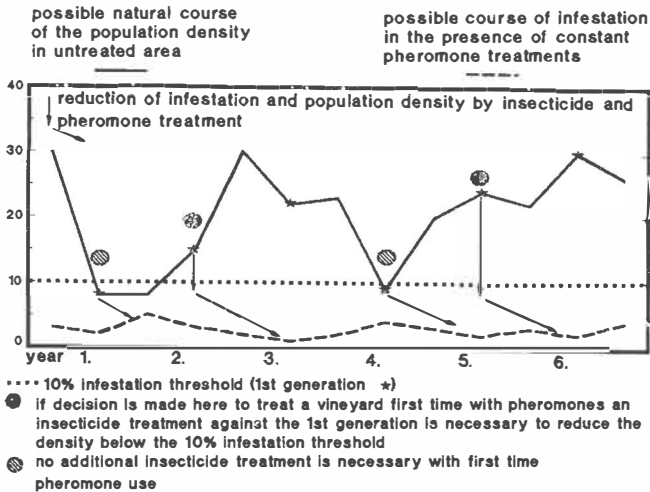 possible natural course
of the population density
in untreated area
possible course of infestation
in the presence of constant
pheromone treatments
reduction of infestation and population density by insecticide and
pheromone treatment
40
30
20
10
0
year 1. 2. 3. 4. 5. 6.
10% infestation threshold (1st generation ★)
if decision is made here to treat a vineyard first time with pheromones an
insecticide treatment against the 1st generation is necessary to reduce the
density below the 10% infestation threshold
no additional insecticide treatment is necessary with first time
pheromone use